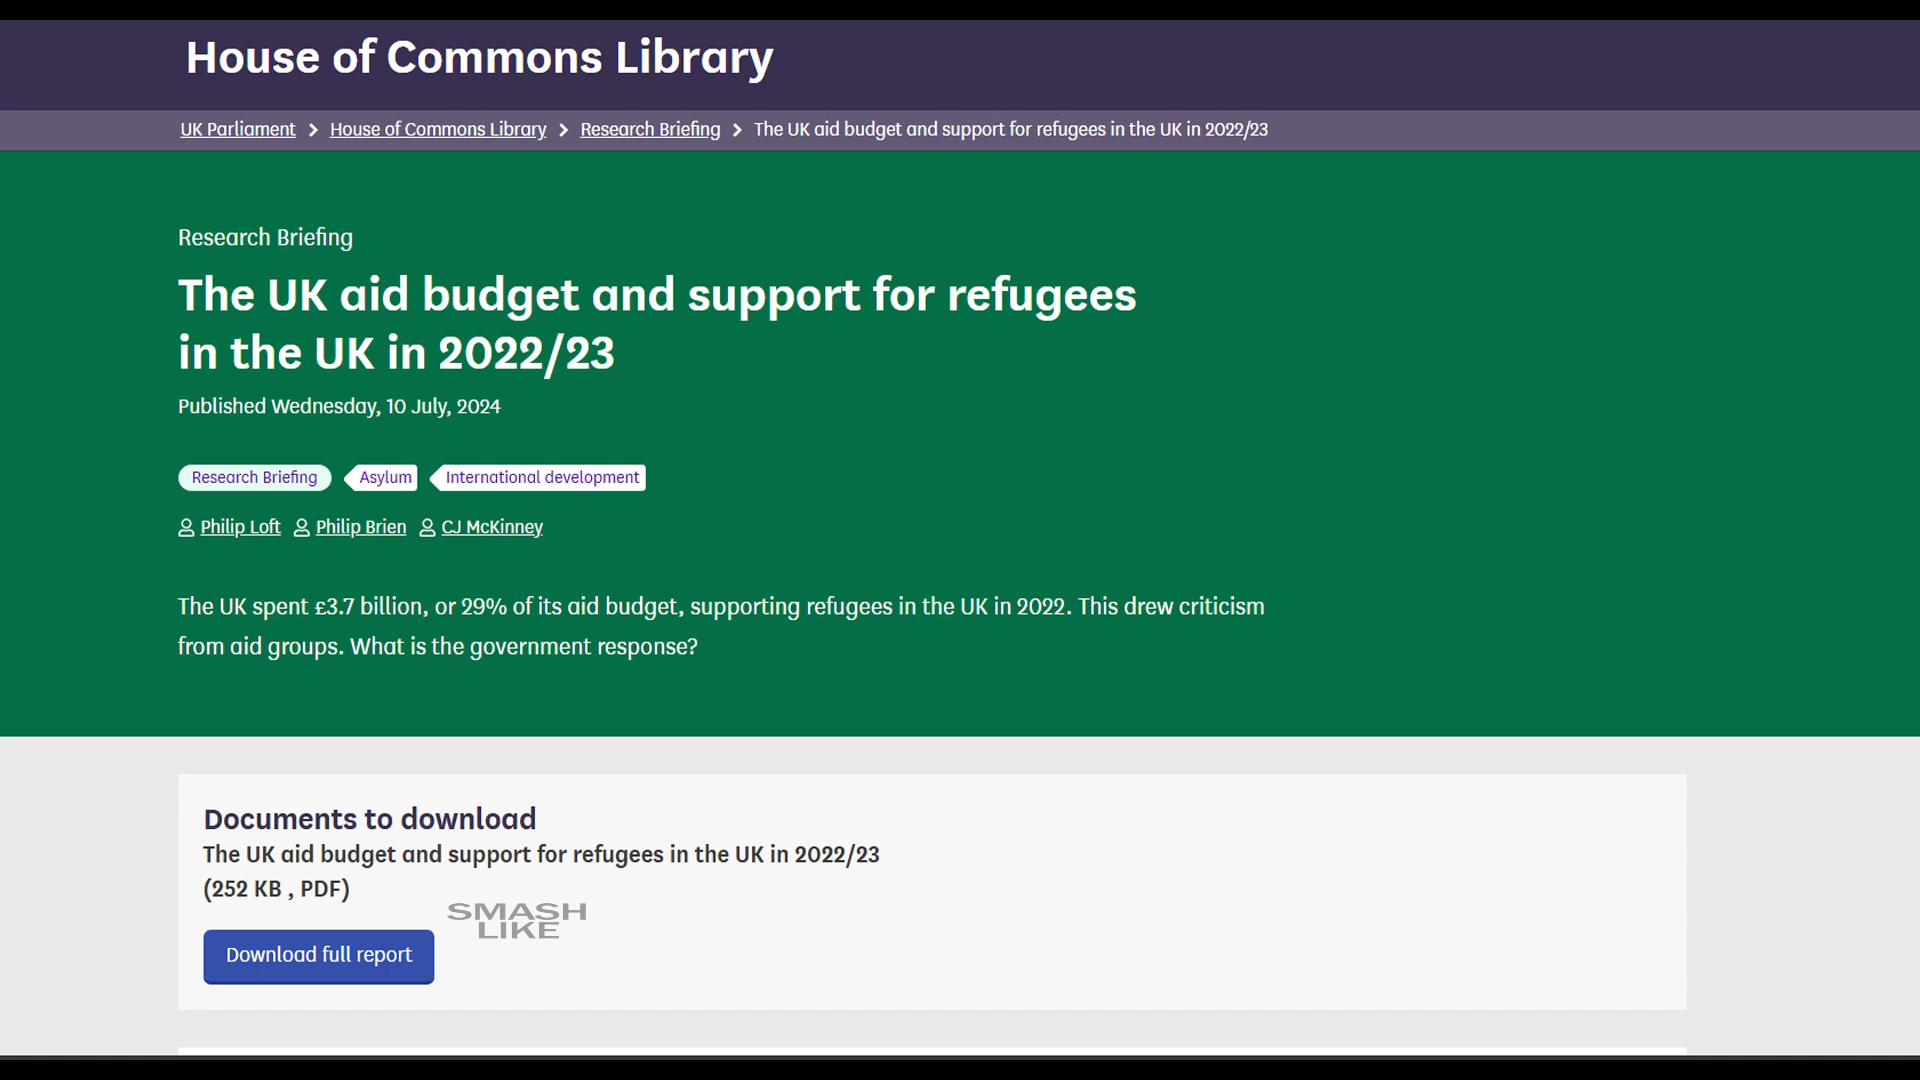 House of Commons Library
UK Parliament > House of Commons Library > Research Briefing > The UK aid budget and support for refugees in the UK in 2022/23
Research Briefing
The UK aid budget and support for refugees
in the UK in 2022/23
Published Wednesday, 10 July, 2024
Research Briefing Asylum International development
Philip Loft Philip Brien CJ McKinney
The UK spent £3.7 billion, or 29% of its aid budget, supporting refugees in the UK in 2022. This drew criticism
from aid groups. What is the government response?
Documents to download
The UK aid budget and support for refugees in the UK in 2022/23
(252 KB , PDF)
SMASH
LIKE
Download full report